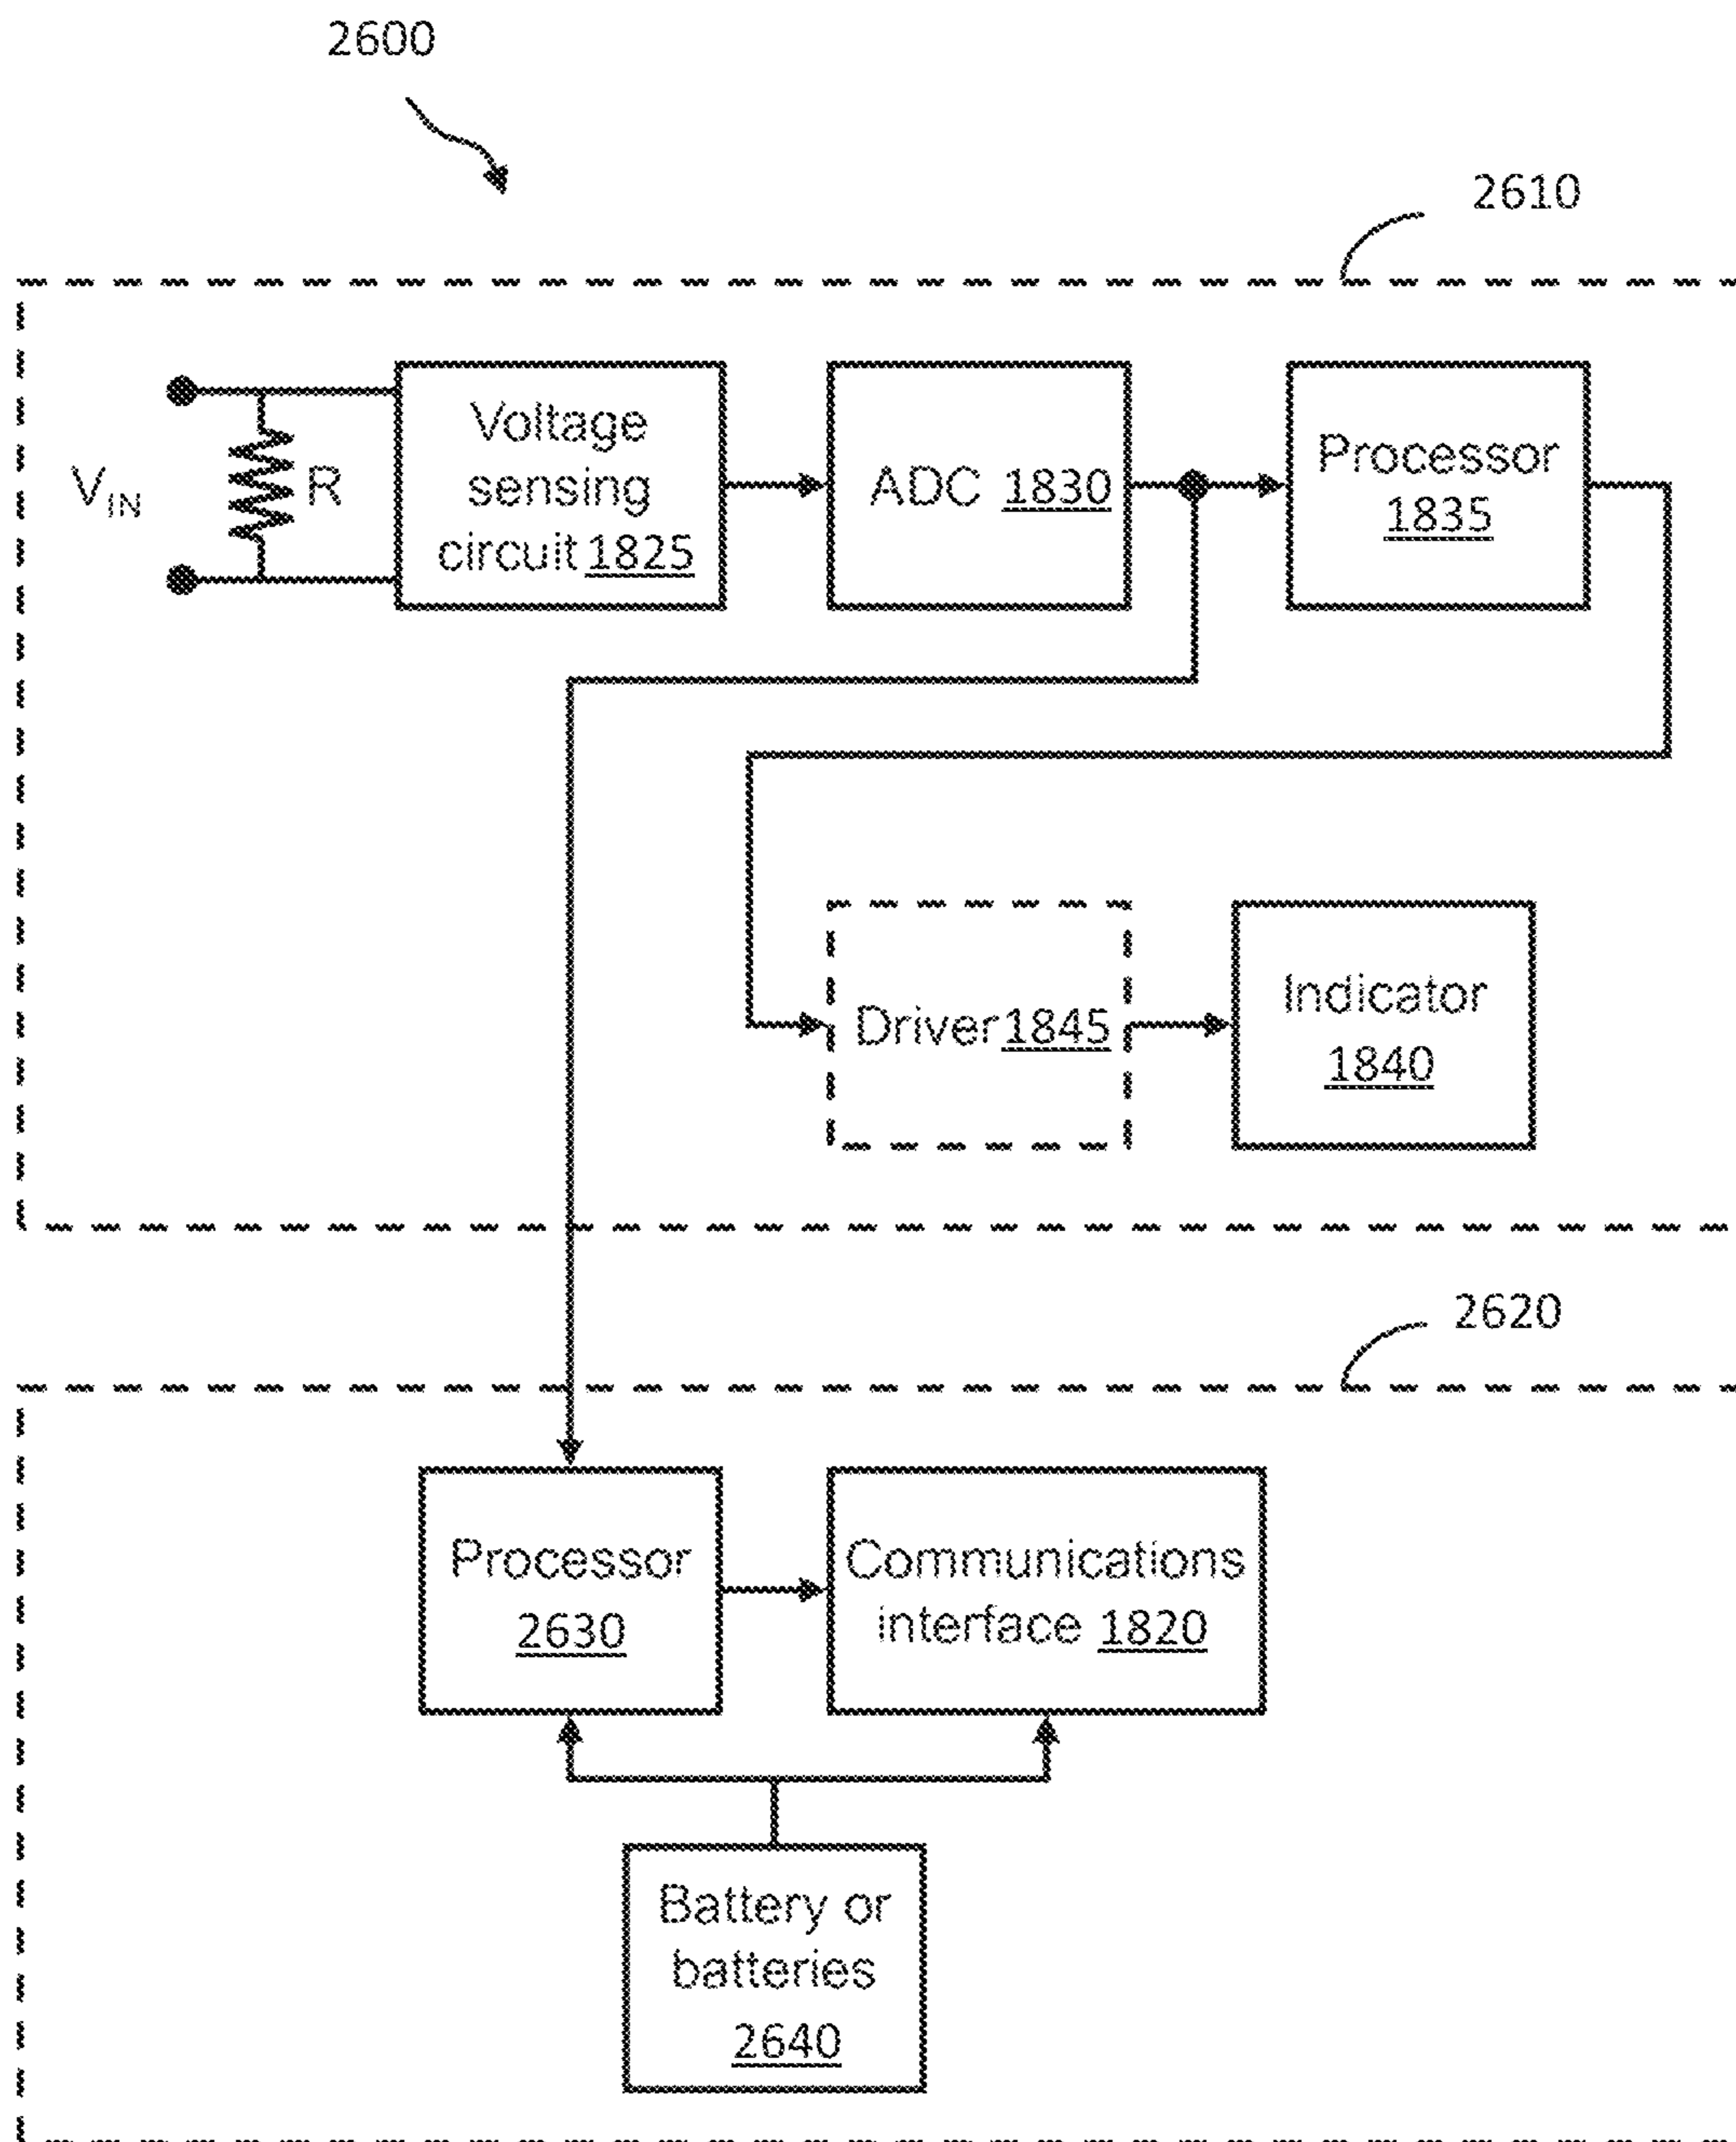 2600
2610
Voltage
sensing
circuit 1825
ADC 1830
Processor
1835
VIN
R
Driver 1845
Indicator
1840
2620
Processor
2630
Communications
interface 1820
Battery or
batteries
2640